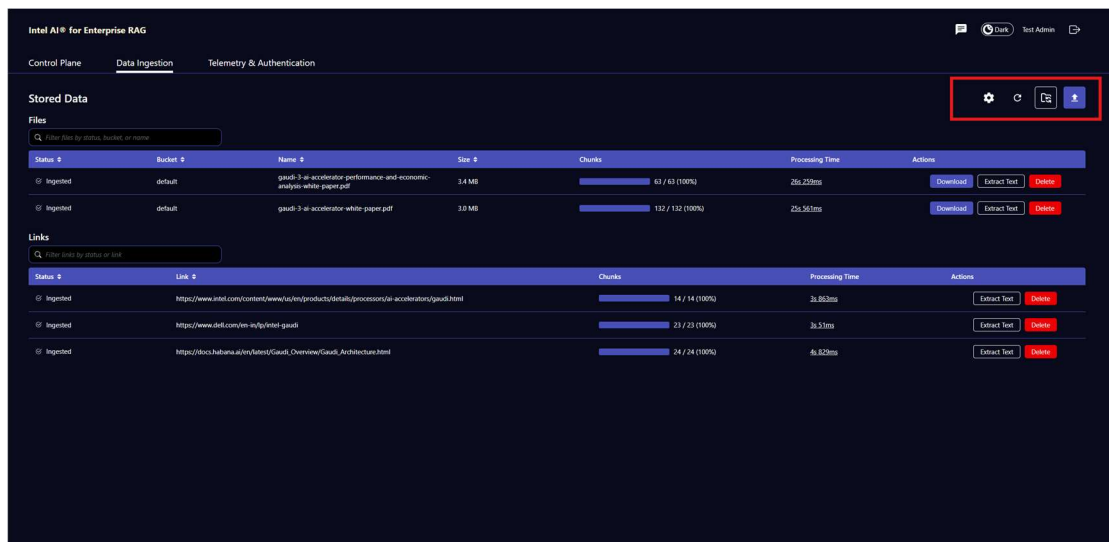 Intel AI® for Enterprise RAG
Dark Test Admin
Control Plane Data Ingestion Telemetry & Authentication
Stored Data
Files
Filter files by status, bucket, or name
Status Bucket Name Size Chunks Processing Time Actions
Ingested default gaudi-3-ai-accelerator-performance-and-economic-
analysis-white-paper.pdf 3.4 MB 63 / 63 (100%) 26s 259ms Download Extract Text Delete
Ingested default gaudi-3-ai-accelerator-white-paper.pdf 3.0 MB 132 / 132 (100%) 25s 561ms Download Extract Text Delete
Links
Filter links by status or link
Status Link Chunks Processing Time Actions
Ingested https://www.intel.com/content/www/us/en/products/details/processors/ai-accelerators/gaudi.html 14 / 14 (100%) 3s 863ms Extract Text Delete
Ingested https://www.dell.com/en-in/lp/intel-gaudi 23 / 23 (100%) 3s 51ms Extract Text Delete
Ingested https://docs.habana.ai/en/latest/Gaudi_Overview/Gaudi_Architecture.html 24 / 24 (100%) 4s 829ms Extract Text Delete